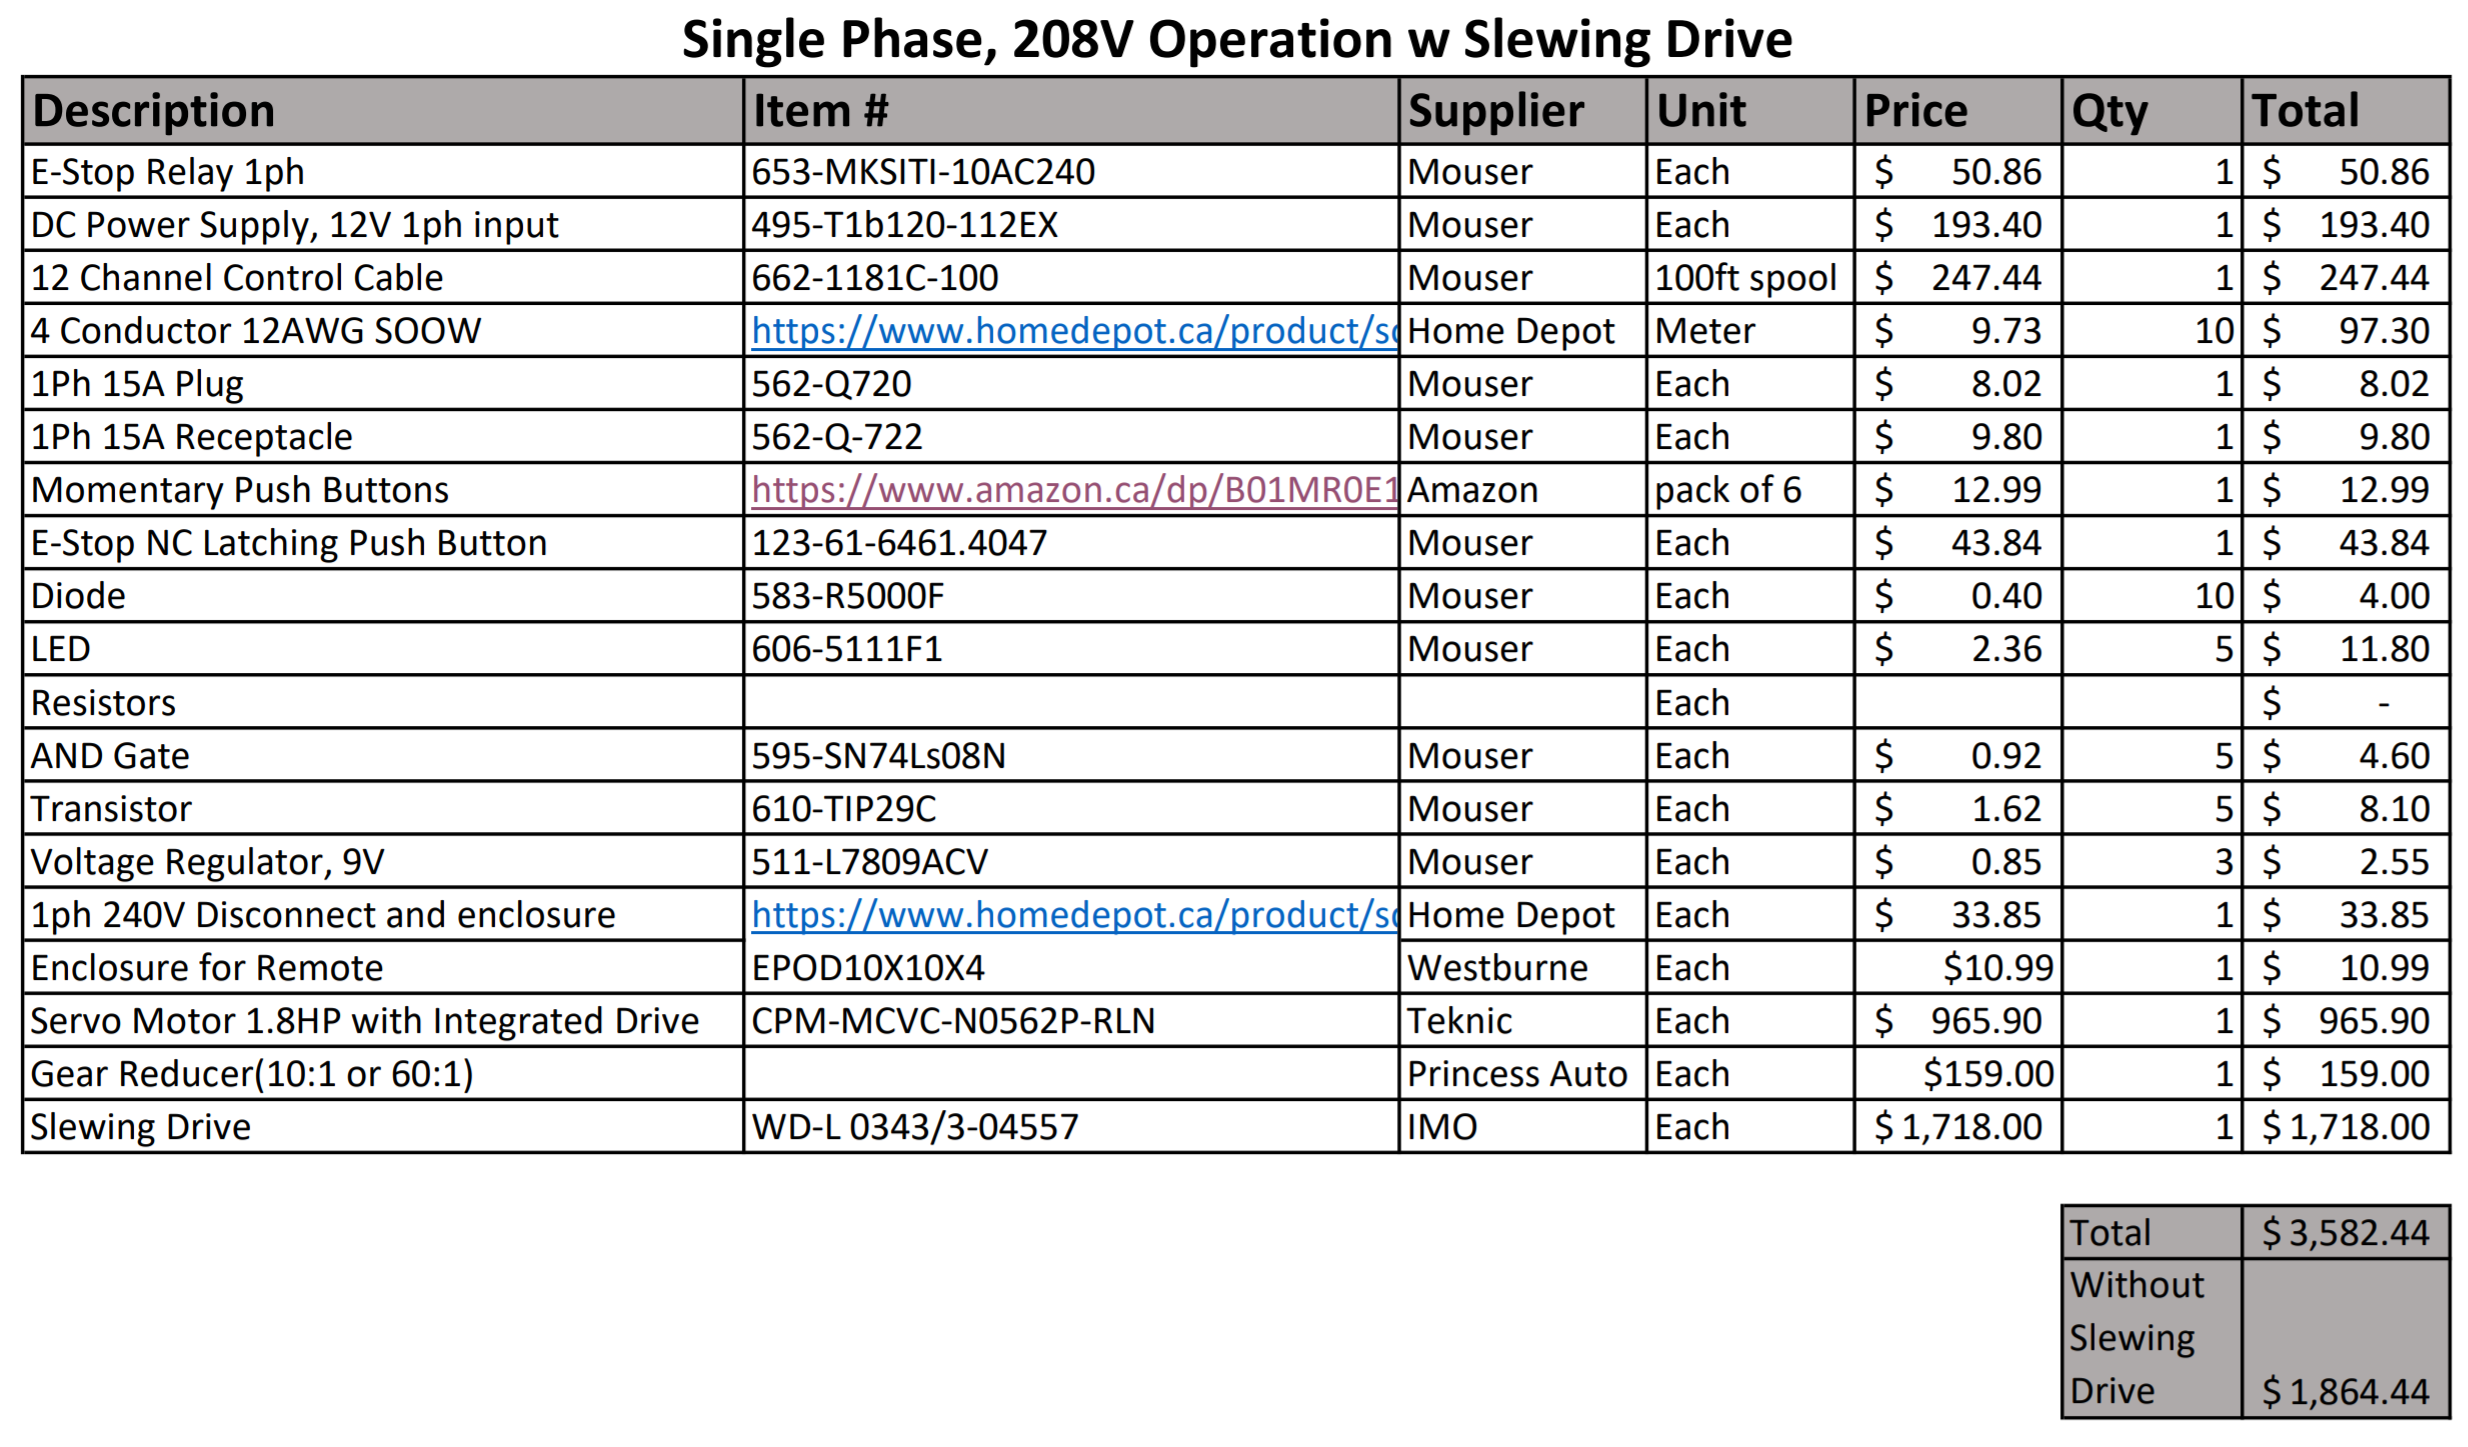 Single Phase, 208V Operation w Slewing Drive
Description Item # Supplier Unit Price Qty Total
E-Stop Relay 1ph 653-MKSITI-10AC240 Mouser Each $ 50.86 1 $ 50.86
DC Power Supply, 12V 1ph input 495-T1b120-112EX Mouser Each $ 193.40 1 $ 193.40
12 Channel Control Cable 662-1181C-100 Mouser 100ft spool $ 247.44 1 $ 247.44
4 Conductor 12AWG SOOW https://www.homedepot.ca/product/so Home Depot Meter $ 9.73 10 $ 97.30
1Ph 15A Plug 562-Q720 Mouser Each $ 8.02 1 $ 8.02
1Ph 15A Receptacle 562-Q-722 Mouser Each $ 9.80 1 $ 9.80
Momentary Push Buttons https://www.amazon.ca/dp/B01MR0E1 Amazon pack of 6 $ 12.99 1 $ 12.99
E-Stop NC Latching Push Button 123-61-6461.4047 Mouser Each $ 43.84 1 $ 43.84
Diode 583-R5000F Mouser Each $ 0.40 10 $ 4.00
LED 606-5111F1 Mouser Each $ 2.36 5 $ 11.80
Resistors Each $ -
AND Gate 595-SN74Ls08N Mouser Each $ 0.92 5 $ 4.60
Transistor 610-TIP29C Mouser Each $ 1.62 5 $ 8.10
Voltage Regulator, 9V 511-L7809ACV Mouser Each $ 0.85 3 $ 2.55
1ph 240V Disconnect and enclosure https://www.homedepot.ca/product/so Home Depot Each $ 33.85 1 $ 33.85
Enclosure for Remote EPOD10X10X4 Westburne Each $10.99 1 $ 10.99
Servo Motor 1.8HP with Integrated Drive CPM-MCVC-N0562P-RLN Teknic Each $ 965.90 1 $ 965.90
Gear Reducer(10:1 or 60:1) Princess Auto Each $159.00 1 $ 159.00
Slewing Drive WD-L 0343/3-04557 IMO Each $ 1,718.00 1 $ 1,718.00
Total $ 3,582.44
Without
Slewing
Drive $ 1,864.44